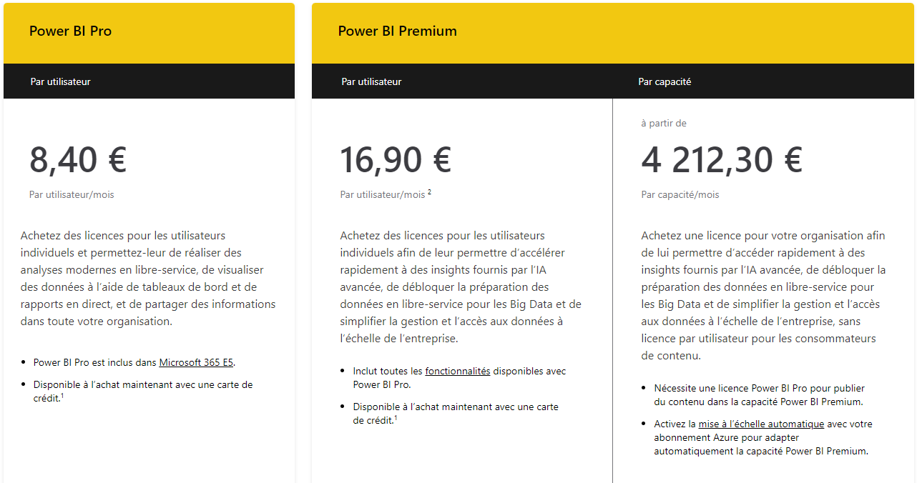 Power BI Pro
Par utilisateur
8,40 €
Par utilisateur/mois
Achetez des licences pour les utilisateurs
individuels et permettez-leur de réaliser des
analyses modernes en libre-service, de visualiser
des données à l'aide de tableaux de bord et de
rapports en direct, et de partager des informations
dans toute votre organisation.
• Power BI Pro est inclus dans Microsoft 365 E5.
• Disponible à l'achat maintenant avec une carte de
crédit.¹
Power BI Premium
Par utilisateur
16,90 €
Par utilisateur/mois ²
Achetez des licences pour les utilisateurs
individuels afin de leur permettre d'accélérer
rapidement à des insights fournis par l'IA
avancée, de débloquer la préparation des
données en libre-service pour les Big Data et de
simplifier la gestion et l'accès aux données à
l'échelle de l'entreprise.
• Inclut toutes les fonctionnalités disponibles avec
Power BI Pro.
• Disponible à l'achat maintenant avec une carte
de crédit.¹
Par capacité
à partir de
4 212,30 €
Par capacité/mois
Achetez une licence pour votre organisation afin
de lui permettre d'accéder rapidement à des
insights fournis par l'IA avancée, de débloquer la
préparation des données en libre-service pour
les Big Data et de simplifier la gestion et l'accès
aux données à l'échelle de l'entreprise, sans
licence par utilisateur pour les consommateurs
de contenu.
• Nécessite une licence Power BI Pro pour publier
du contenu dans la capacité Power BI Premium.
• Activez la mise à l'échelle automatique avec votre
abonnement Azure pour adapter
automatiquement la capacité Power BI Premium.